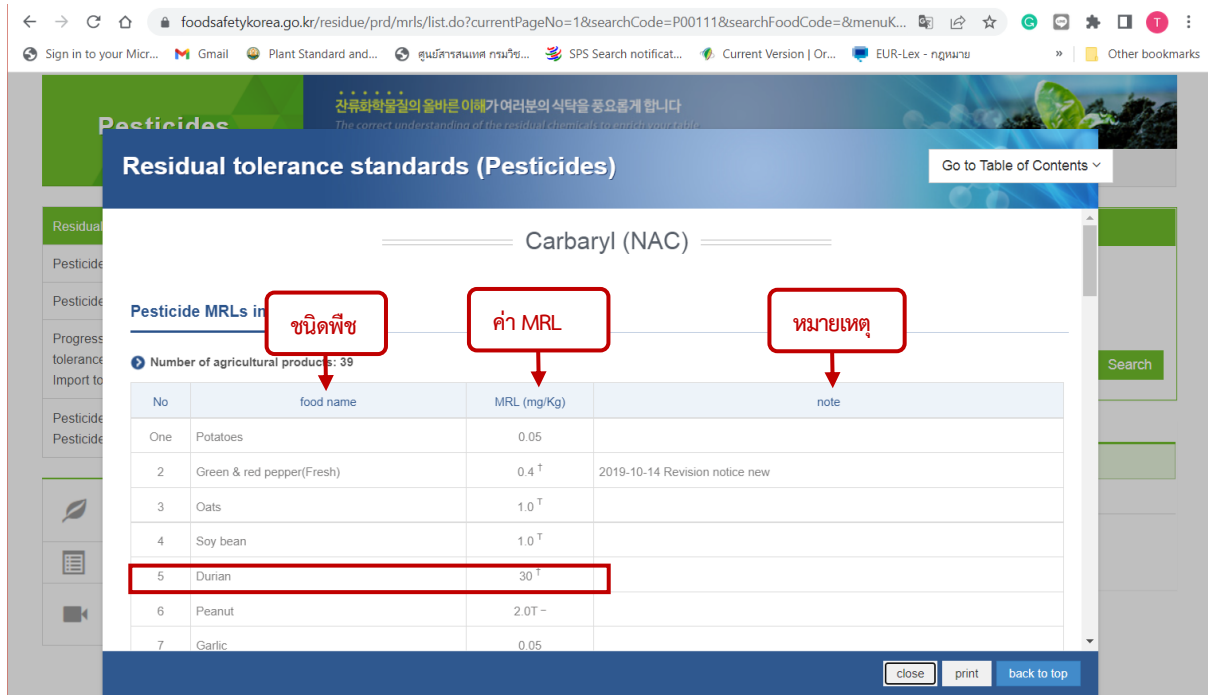 foodsafetykorea.go.kr/residue/prd/mrls/list.do?currentPageNo=1&searchCode=P00111&searchFoodCode=&menuK...
G
T
Sign in to your Micr... Gmail Plant Standard and... ศูนย์สารสนเทศ กรมวิช... SPS Search notificat... Current Version | Or... EUR-Lex - กฎหมาย » Other bookmarks
잔류화학물질의 올바른 이해가 여러분의 식탁을 풍요롭게 합니다
Pesticides
The correct understanding of the residual chemicals to enrich your table
Residual tolerance standards (Pesticides)
Go to Table of Contents
Residual
Carbaryl (NAC)
Pesticide
Pesticide
Pesticide MRLs in
ชนิดพืช
ค่า MRL
หมายเหตุ
Progress
tolerance
Import to
Number of agricultural products: 39
Search
No food name MRL (mg/Kg) note
Pesticide
Pesticide
One Potatoes 0.05
2 Green & red pepper(Fresh) 0.4 † 2019-10-14 Revision notice new
3 Oats 1.0 T
4 Soy bean 1.0 T
5 Durian 30 †
6 Peanut 2.0T −
7 Garlic 0.05
close print back to top